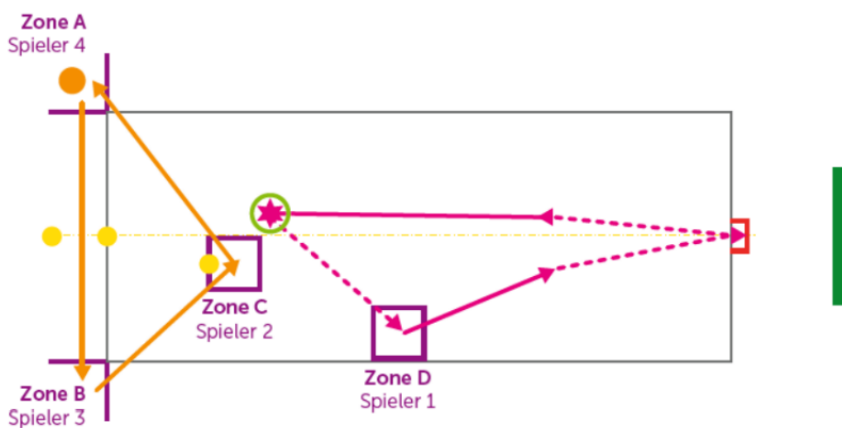 Zone A
Spieler 4
Zone C
Spieler 2
Zone D
Spieler 1
Zone B
Spieler 3